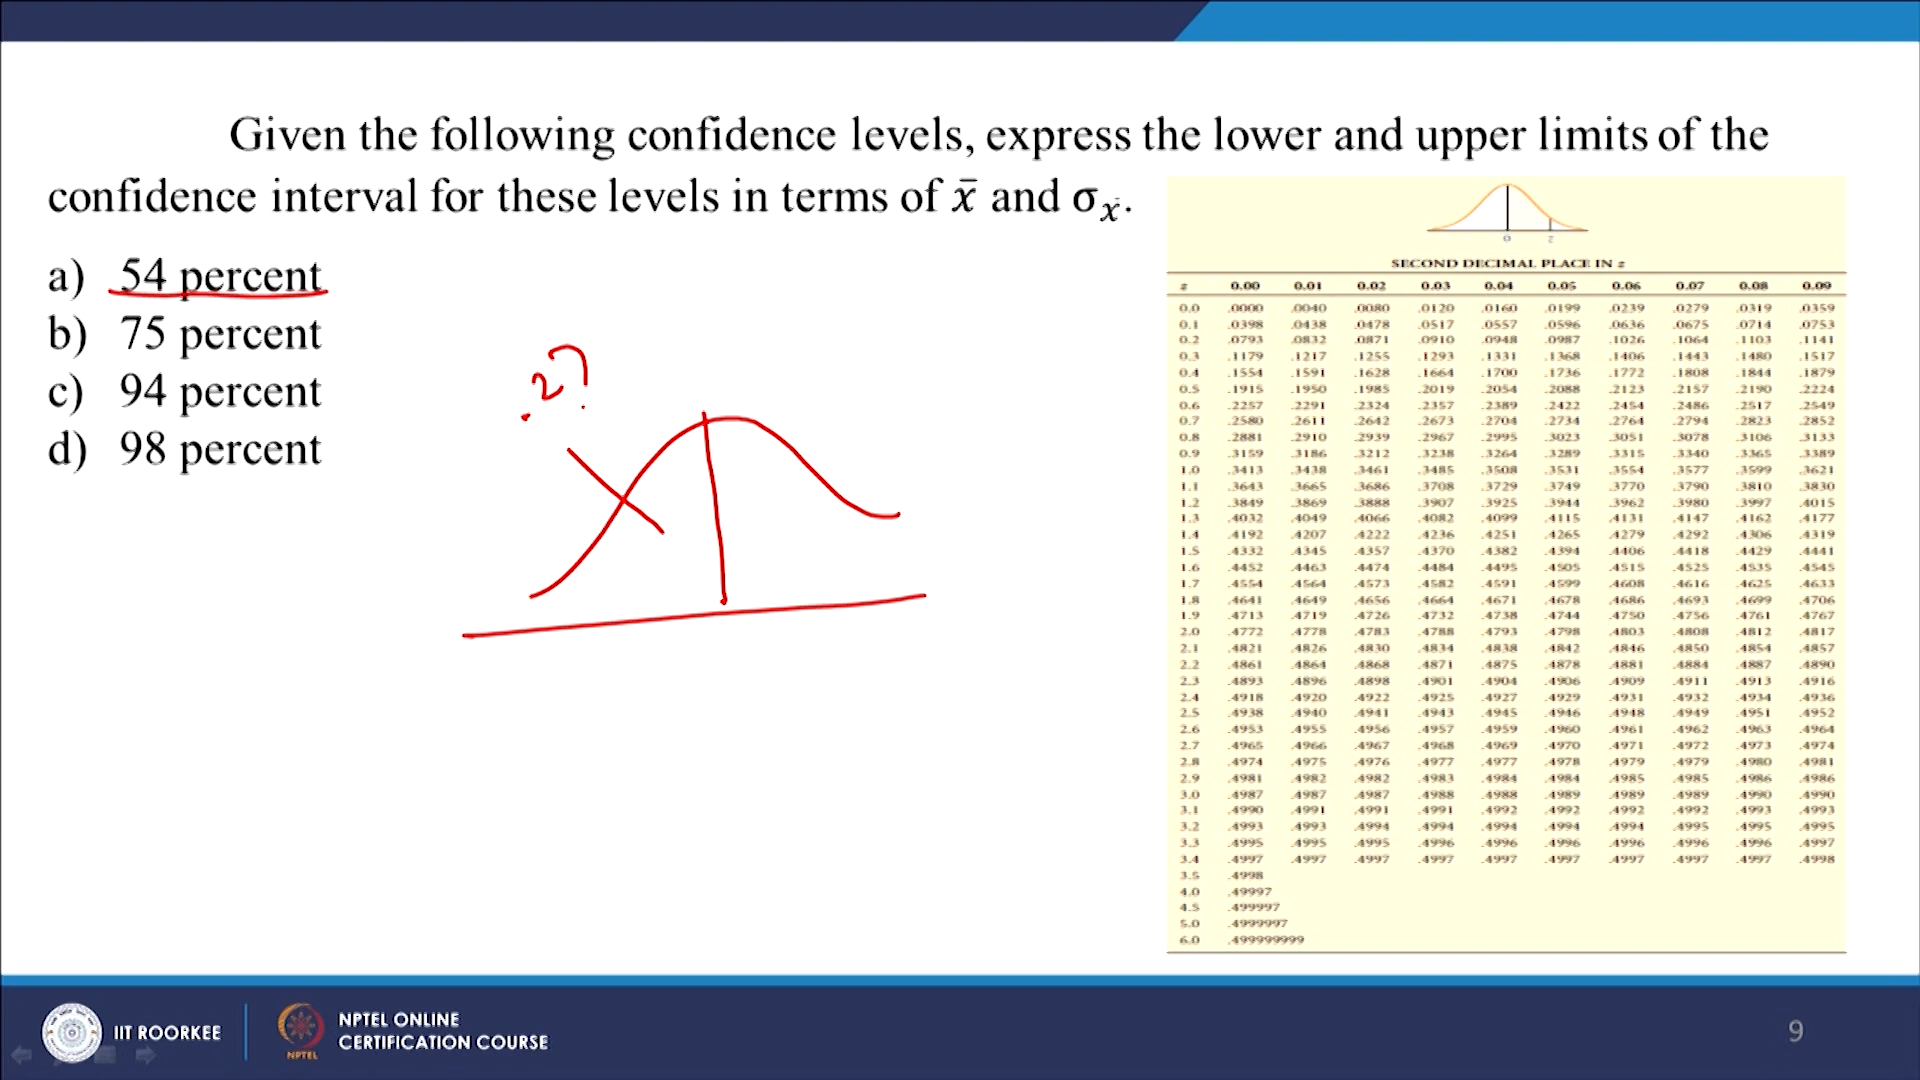 Given the following confidence levels, express the lower and upper limits of the
confidence interval for these levels in terms of x̄ and σx̄.
a) 54 percent
b) 75 percent
c) 94 percent
d) 98 percent
.27
0 z
SECOND DECIMAL PLACE IN z
z 0.00 0.01 0.02 0.03 0.04 0.05 0.06 0.07 0.08 0.09
0.0 .0000 .0040 .0080 .0120 .0160 .0199 .0239 .0279 .0319 .0359
0.1 .0398 .0438 .0478 .0517 .0557 .0596 .0636 .0675 .0714 .0753
0.2 .0793 .0832 .0871 .0910 .0948 .0987 .1026 .1064 .1103 .1141
0.3 .1179 .1217 .1255 .1293 .1331 .1368 .1406 .1443 .1480 .1517
0.4 .1554 .1591 .1628 .1664 .1700 .1736 .1772 .1808 .1844 .1879
0.5 .1915 .1950 .1985 .2019 .2054 .2088 .2123 .2157 .2190 .2224
0.6 .2257 .2291 .2324 .2357 .2389 .2422 .2454 .2486 .2517 .2549
0.7 .2580 .2611 .2642 .2673 .2704 .2734 .2764 .2794 .2823 .2852
0.8 .2881 .2910 .2939 .2967 .2995 .3023 .3051 .3078 .3106 .3133
0.9 .3159 .3186 .3212 .3238 .3264 .3289 .3315 .3340 .3365 .3389
1.0 .3413 .3438 .3461 .3485 .3508 .3531 .3554 .3577 .3599 .3621
1.1 .3643 .3665 .3686 .3708 .3729 .3749 .3770 .3790 .3810 .3830
1.2 .3849 .3869 .3888 .3907 .3925 .3944 .3962 .3980 .3997 .4015
1.3 .4032 .4049 .4066 .4082 .4099 .4115 .4131 .4147 .4162 .4177
1.4 .4192 .4207 .4222 .4236 .4251 .4265 .4279 .4292 .4306 .4319
1.5 .4332 .4345 .4357 .4370 .4382 .4394 .4406 .4418 .4429 .4441
1.6 .4452 .4463 .4474 .4484 .4495 .4505 .4515 .4525 .4535 .4545
1.7 .4554 .4564 .4573 .4582 .4591 .4599 .4608 .4616 .4625 .4633
1.8 .4641 .4649 .4656 .4664 .4671 .4678 .4686 .4693 .4699 .4706
1.9 .4713 .4719 .4726 .4732 .4738 .4744 .4750 .4756 .4761 .4767
2.0 .4772 .4778 .4783 .4788 .4793 .4798 .4803 .4808 .4812 .4817
2.1 .4821 .4826 .4830 .4834 .4838 .4842 .4846 .4850 .4854 .4857
2.2 .4861 .4864 .4868 .4871 .4875 .4878 .4881 .4884 .4887 .4890
2.3 .4893 .4896 .4898 .4901 .4904 .4906 .4909 .4911 .4913 .4916
2.4 .4918 .4920 .4922 .4925 .4927 .4929 .4931 .4932 .4934 .4936
2.5 .4938 .4940 .4941 .4943 .4945 .4946 .4948 .4949 .4951 .4952
2.6 .4953 .4955 .4956 .4957 .4959 .4960 .4961 .4962 .4963 .4964
2.7 .4965 .4966 .4967 .4968 .4969 .4970 .4971 .4972 .4973 .4974
2.8 .4974 .4975 .4976 .4977 .4977 .4978 .4979 .4979 .4980 .4981
2.9 .4981 .4982 .4982 .4983 .4984 .4984 .4985 .4985 .4986 .4986
3.0 .4987 .4987 .4987 .4988 .4988 .4989 .4989 .4989 .4990 .4990
3.1 .4990 .4991 .4991 .4991 .4992 .4992 .4992 .4992 .4993 .4993
3.2 .4993 .4993 .4994 .4994 .4994 .4994 .4994 .4995 .4995 .4995
3.3 .4995 .4995 .4995 .4996 .4996 .4996 .4996 .4996 .4996 .4997
3.4 .4997 .4997 .4997 .4997 .4997 .4997 .4997 .4997 .4997 .4998
3.5 .4998
4.0 .49997
4.5 .499997
5.0 .4999997
6.0 .499999999
IIT ROORKEE
NPTEL
NPTEL ONLINE
CERTIFICATION COURSE
9